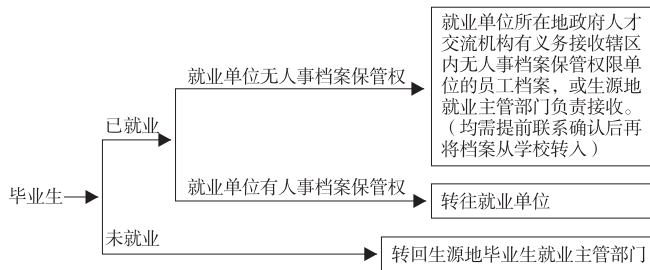 就业单位所在地政府人才
交流机构有义务接收辖区
内无人事档案保管权限单
位的员工档案，或生源地
就业主管部门负责接收。
（均需提前联系确认后再
将档案从学校转入）
就业单位无人事档案保管权
已就业
就业单位有人事档案保管权
转往就业单位
毕业生
未就业
转回生源地毕业生就业主管部门